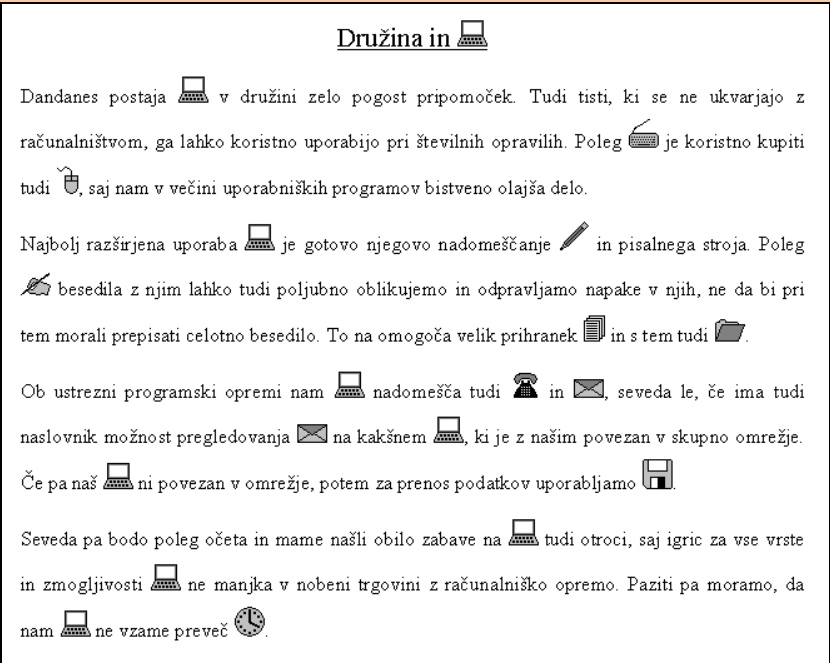 Družina in
Dandanes postaja v družini zelo pogost pripomoček. Tudi tisti, ki se ne ukvarjajo z
računalništvom, ga lahko koristno uporabijo pri številnih opravilih. Poleg je koristno kupiti
tudi , saj nam v večini uporabniških programov bistveno olajša delo.
Najbolj razširjena uporaba je gotovo njegovo nadomeščanje in pisalnega stroja. Poleg
besedila z njim lahko tudi poljubno oblikujemo in odpravljamo napake v njih, ne da bi pri
tem morali prepisati celotno besedilo. To na omogoča velik prihranek in s tem tudi .
Ob ustrezni programski opremi nam nadomešča tudi in , seveda le, če ima tudi
naslovnik možnost pregledovanja na kakšnem , ki je z našim povezan v skupno omrežje.
Če pa naš ni povezan v omrežje, potem za prenos podatkov uporabljamo .
Seveda pa bodo poleg očeta in mame našli obilo zabave na tudi otroci, saj igric za vse vrste
in zmogljivosti ne manjka v nobeni trgovini z računalniško opremo. Paziti pa moramo, da
nam ne vzame preveč .